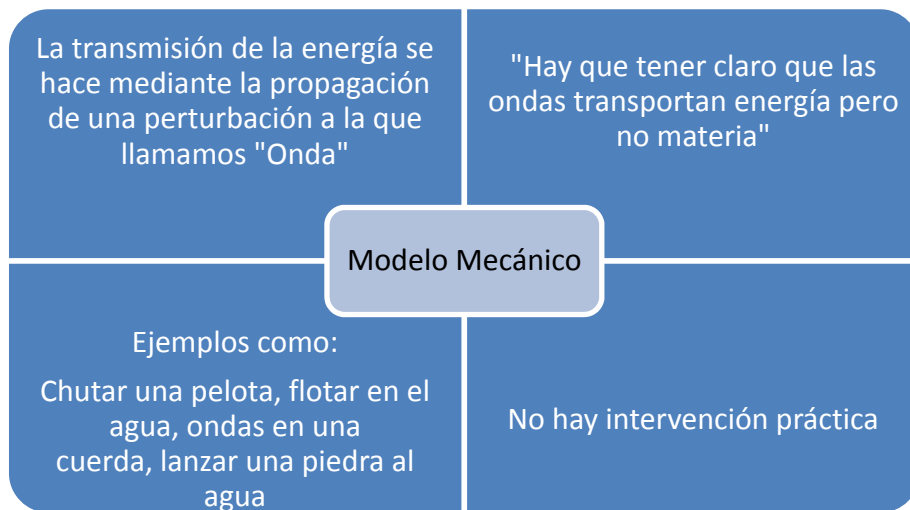 La transmisión de la energía se
hace mediante la propagación
de una perturbación a la que
llamamos "Onda"
"Hay que tener claro que las
ondas transportan energía pero
no materia"
Modelo Mecánico
Ejemplos como:
Chutar una pelota, flotar en el
agua, ondas en una
cuerda, lanzar una piedra al
agua
No hay intervención práctica